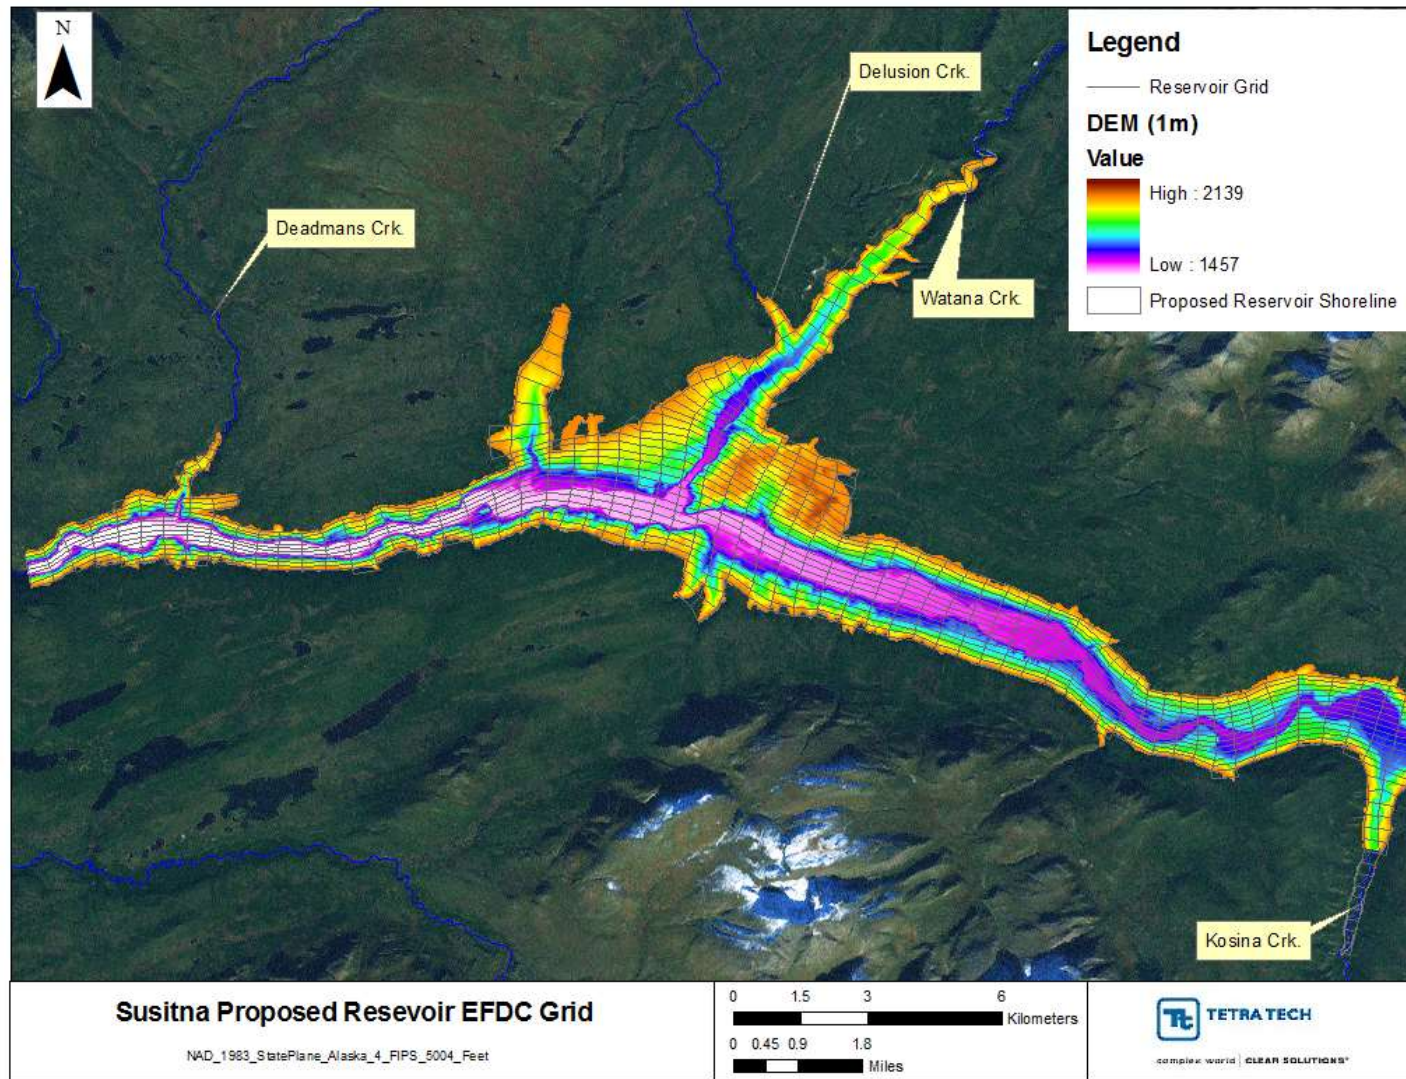 N
Legend
Reservoir Grid
DEM (1m)
Value
High : 2139
Low : 1457
Proposed Reservoir Shoreline
Delusion Crk.
Deadmans Crk.
Watana Crk.
Kosina Crk.
Susitna Proposed Resevoir EFDC Grid
NAD_1983_StatePlane_Alaska_4_FIPS_5004_Feet
0 1.5 3 6
Kilometers
0 0.45 0.9 1.8
Miles
Tt TETRA TECH
complex world | CLEAR SOLUTIONS™